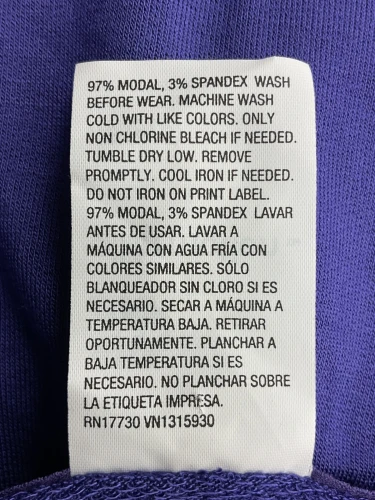 97% MODAL, 3% SPANDEX WASH
BEFORE WEAR. MACHINE WASH
COLD WITH LIKE COLORS. ONLY
NON CHLORINE BLEACH IF NEEDED.
TUMBLE DRY LOW. REMOVE
PROMPTLY. COOL IRON IF NEEDED.
DO NOT IRON ON PRINT LABEL.
97% MODAL, 3% SPANDEX LAVAR
ANTES DE USAR. LAVAR A
MÁQUINA CON AGUA FRÍA CON
COLORES SIMILARES. SÓLO
BLANQUEADOR SIN CLORO SI ES
NECESARIO. SECAR A MÁQUINA A
TEMPERATURA BAJA. RETIRAR
OPORTUNAMENTE. PLANCHAR A
BAJA TEMPERATURA SI ES
NECESARIO. NO PLANCHAR SOBRE
LA ETIQUETA IMPRESA.
RN17730 VN1315930